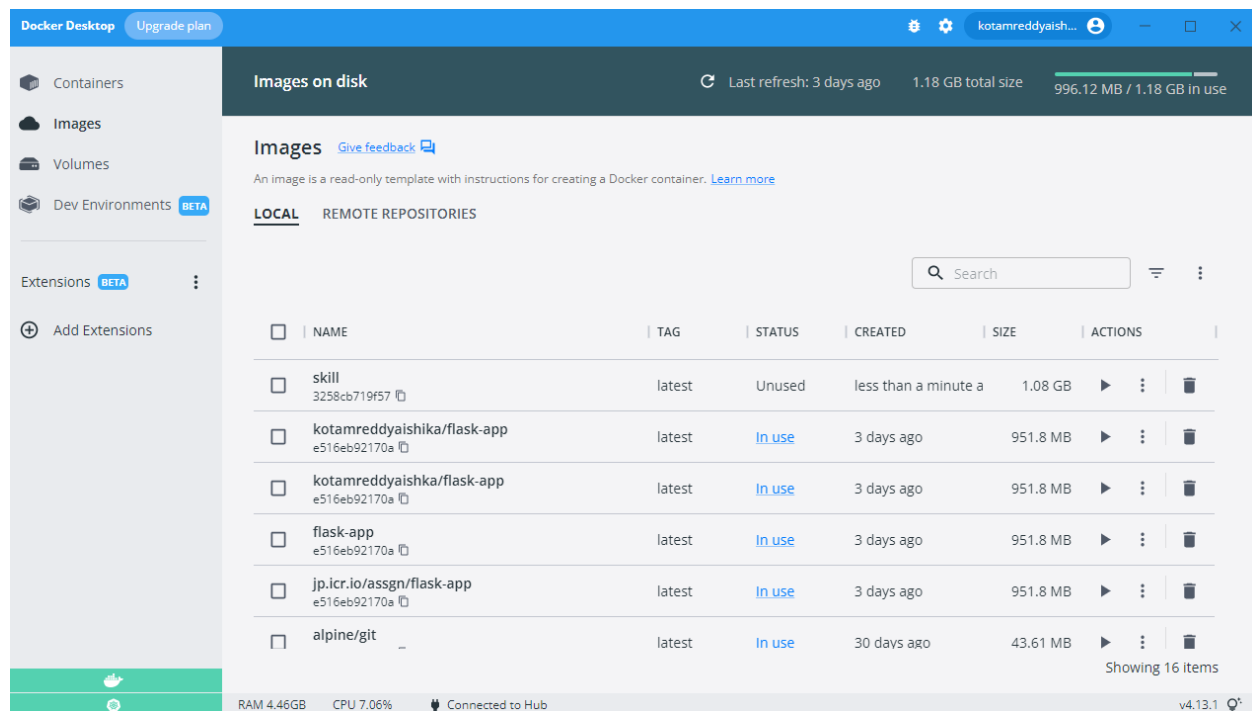 Docker Desktop Upgrade plan kotamreddyaish...
Containers
Images
Volumes
Dev Environments BETA
Extensions BETA
Add Extensions
Images on disk Last refresh: 3 days ago 1.18 GB total size 996.12 MB / 1.18 GB in use
Images Give feedback
An image is a read-only template with instructions for creating a Docker container. Learn more
LOCAL REMOTE REPOSITORIES
Search
NAME TAG STATUS CREATED SIZE ACTIONS
skill latest Unused less than a minute a 1.08 GB
3258cb719f57
kotamreddyaishika/flask-app latest In use 3 days ago 951.8 MB
e516eb92170a
kotamreddyaishka/flask-app latest In use 3 days ago 951.8 MB
e516eb92170a
flask-app latest In use 3 days ago 951.8 MB
e516eb92170a
jp.icr.io/assgn/flask-app latest In use 3 days ago 951.8 MB
e516eb92170a
alpine/git latest In use 30 days ago 43.61 MB
Showing 16 items
RAM 4.46GB CPU 7.06% Connected to Hub v4.13.1